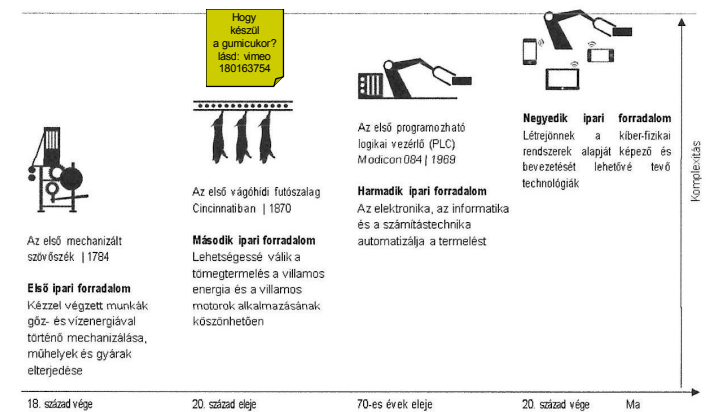 Hogy
készül
a gumicukor?
lásd: vimeo
180163754
Az első mechanizált
szövőszék | 1784
Első ipari forradalom
Kézzel végzett munkák
gőz- és vízenergiával
történő mechanizálása,
műhelyek és gyárak
elterjedése
Az első vágóhídi futószalag
Cincinnatiban | 1870
Második ipari forradalom
Lehetségessé válik a
tömegtermelés a villamos
energia és a villamos
motorok alkalmazásának
köszönhetően
Az első programozható
logikai vezérlő (PLC)
Modicon 084 | 1969
Harmadik ipari forradalom
Az elektronika, az informatika
és a számítástechnika
automatizálja a termelést
Negyedik ipari forradalom
Létrejönnek a kiber-fizikai
rendszerek alapját képező és
bevezetését lehetővé tevő
technológiák
Komplexitás
18. század vége
20. század eleje
70-es évek eleje
20. század vége
Ma